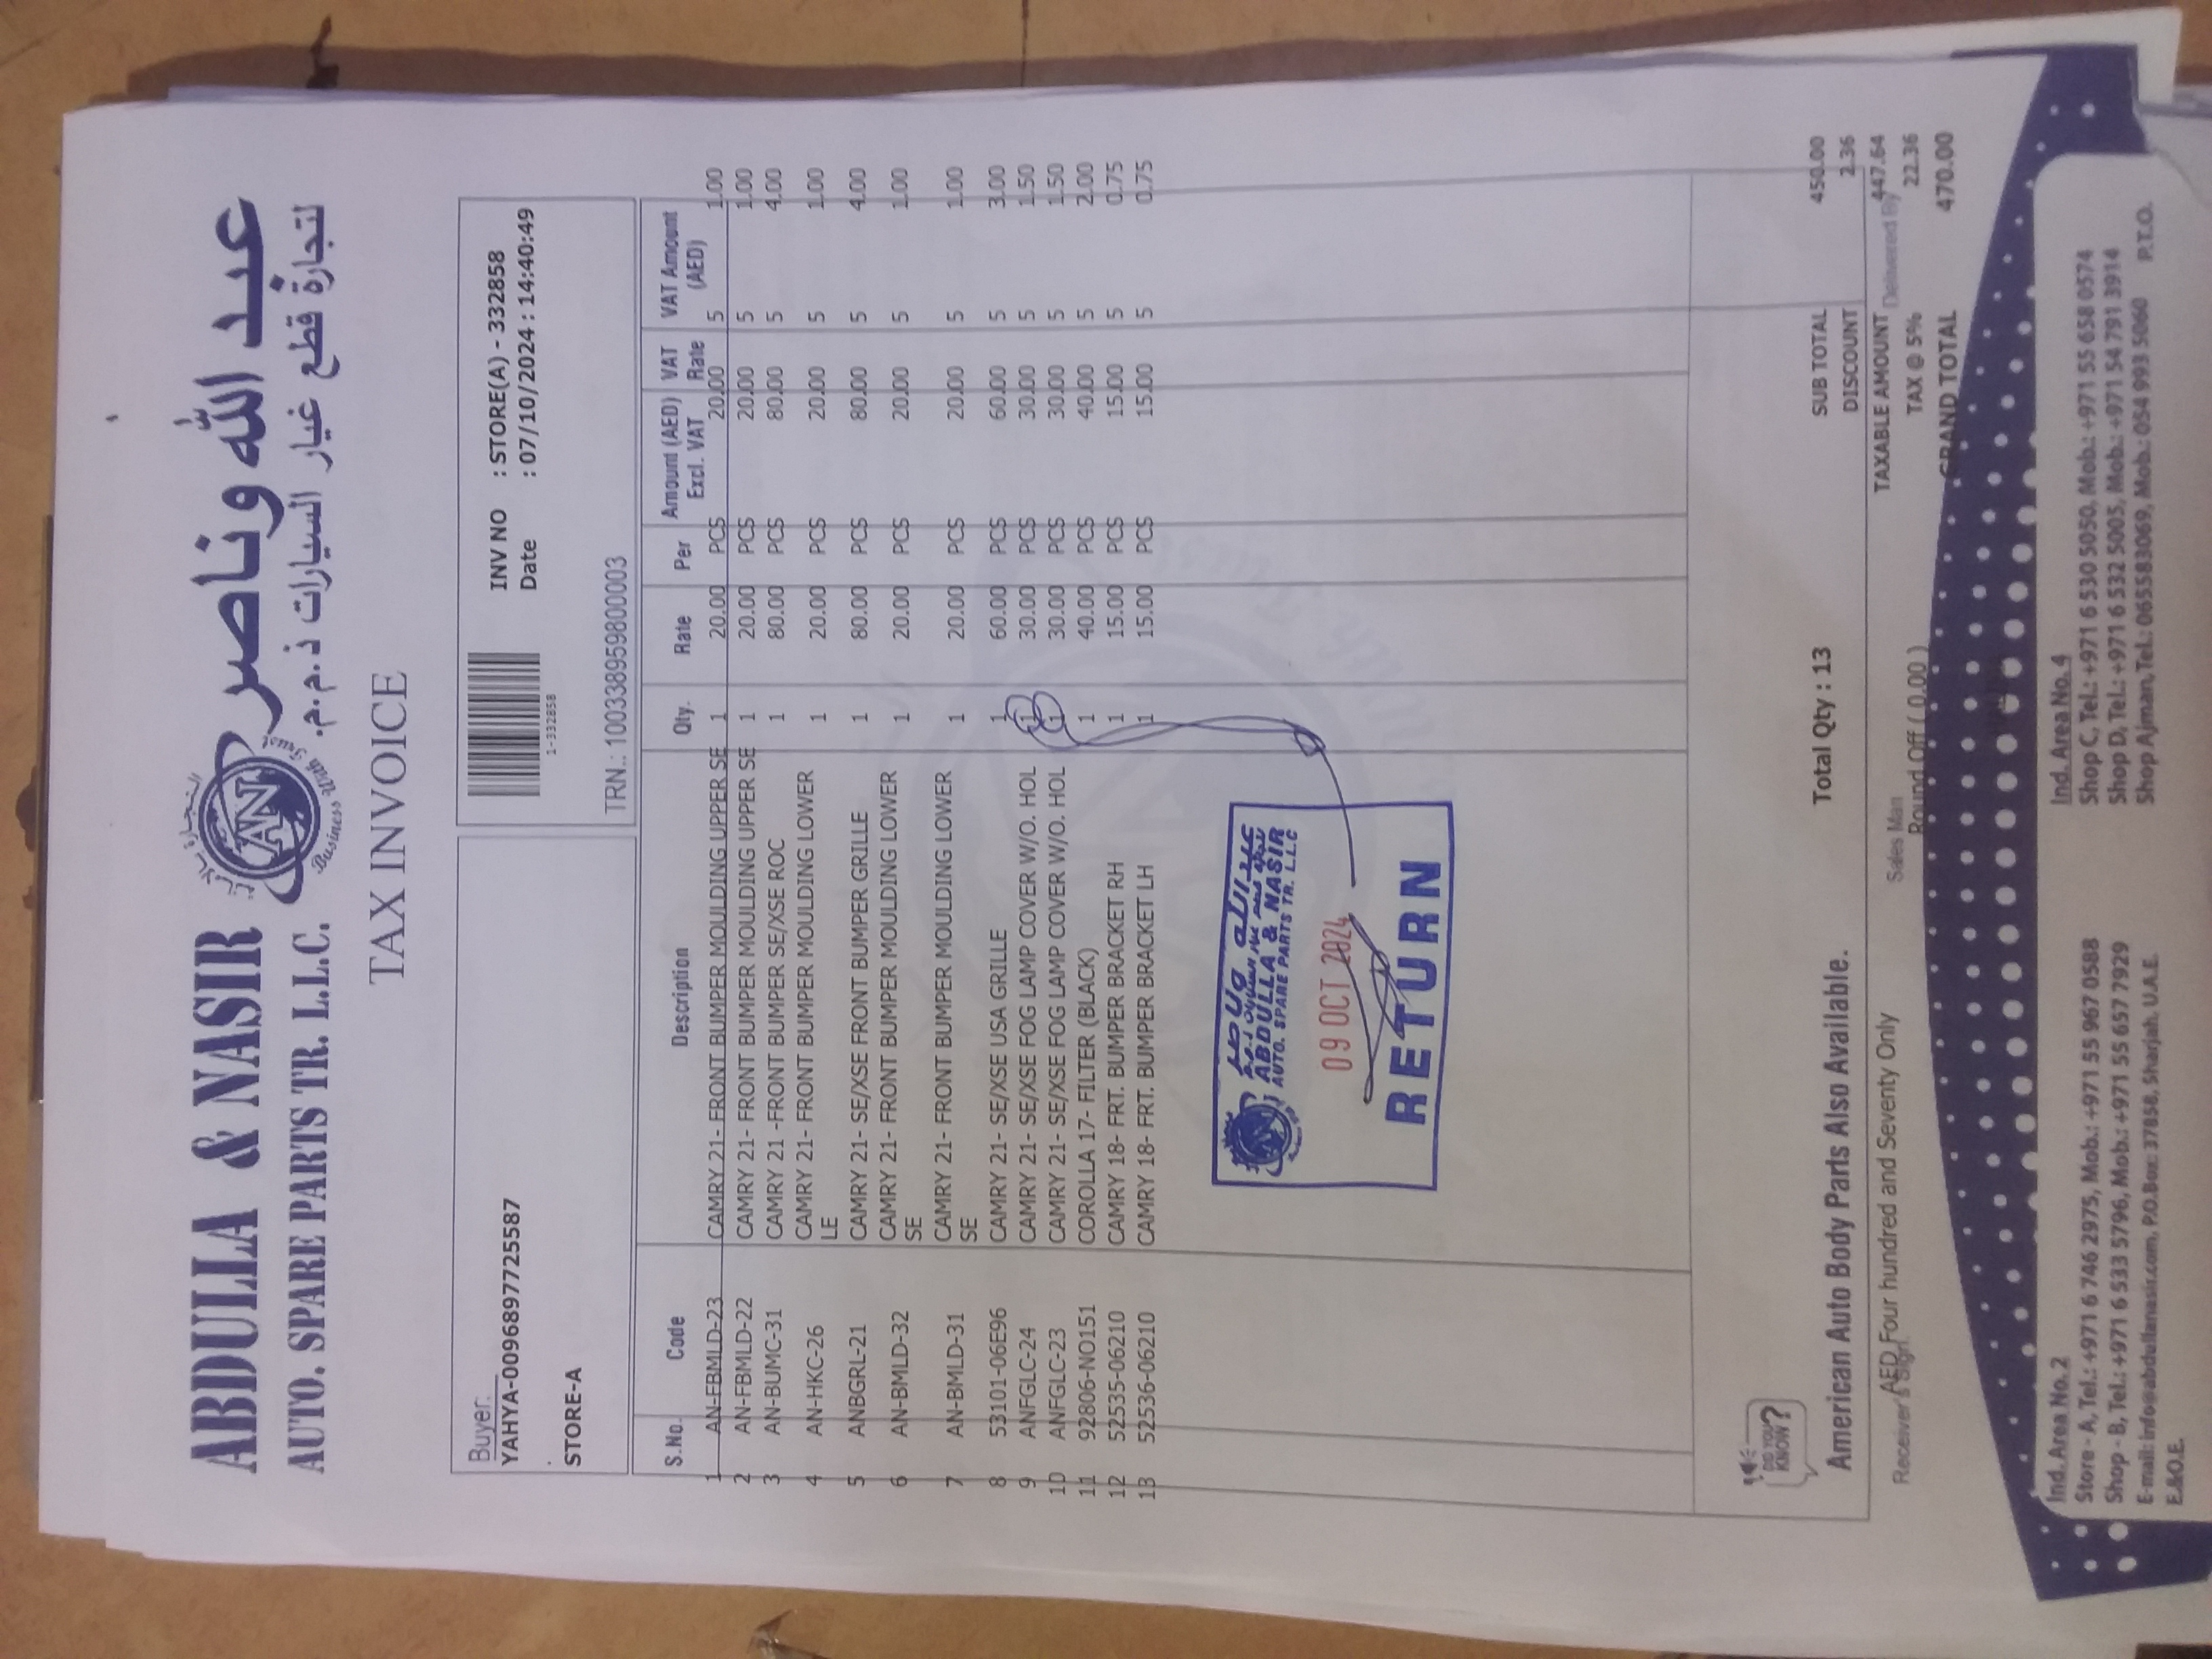 ABDULLA & NASIR
عبد الله وناصر
AUTO. SPARE PARTS TR. L.L.C.
لتجارة قطع غيار السيارات ذ.م.م.
AN
TAX INVOICE
Buyer:
YAHYA-0096897725587
STORE-A
1-332858
INV NO : STORE(A) - 332858
Date : 07/10/2024 : 14:40:49
TRN.: 100338959800003
S.No. Code Description Qty. Rate Per Amount (AED) Excl. VAT VAT Rate VAT Amount (AED)
1 AN-FBMLD-23 CAMRY 21- FRONT BUMPER MOULDING UPPER SE 1 20.00 PCS 20.00 5 1.00
2 AN-FBMLD-22 CAMRY 21- FRONT BUMPER MOULDING UPPER SE 1 20.00 PCS 20.00 5 1.00
3 AN-BUMC-31 CAMRY 21 -FRONT BUMPER SE/XSE ROC 1 80.00 PCS 80.00 5 4.00
4 AN-HKC-26 CAMRY 21- FRONT BUMPER MOULDING LOWER 1 20.00 PCS 20.00 5 1.00
LE
5 ANBGRL-21 CAMRY 21- SE/XSE FRONT BUMPER GRILLE 1 80.00 PCS 80.00 5 4.00
6 AN-BMLD-32 CAMRY 21- FRONT BUMPER MOULDING LOWER 1 20.00 PCS 20.00 5 1.00
SE
7 AN-BMLD-31 CAMRY 21- FRONT BUMPER MOULDING LOWER 1 20.00 PCS 20.00 5 1.00
SE
8 53101-06E96 CAMRY 21- SE/XSE USA GRILLE 1 60.00 PCS 60.00 5 3.00
9 ANFGLC-24 CAMRY 21- SE/XSE FOG LAMP COVER W/O. HOL 1 30.00 PCS 30.00 5 1.50
10 ANFGLC-23 CAMRY 21- SE/XSE FOG LAMP COVER W/O. HOL 1 30.00 PCS 30.00 5 1.50
11 92806-NO151 COROLLA 17- FILTER (BLACK) 1 40.00 PCS 40.00 5 2.00
12 52535-06210 CAMRY 18- FRT. BUMPER BRACKET RH 1 15.00 PCS 15.00 5 0.75
13 52536-06210 CAMRY 18- FRT. BUMPER BRACKET LH 1 15.00 PCS 15.00 5 0.75
ABDULLA & NASIR
AUTO. SPARE PARTS TR. L.L.C
09 OCT 2024
RETURN
DID YOU KNOW?
Total Qty : 13
SUB TOTAL 450.00
American Auto Body Parts Also Available.
DISCOUNT 2.36
TAXABLE AMOUNT 447.64
Receiver's Sign. Sales Man Delivered By
AED Four hundred and Seventy Only
Round Off ( 0.00 )
TAX @ 5% 22.36
GRAND TOTAL 470.00
Ind. Area No. 2
Store - A, Tel.: +971 6 746 2975, Mob.: +971 55 967 0588
Shop - B, Tel.: +971 6 533 5796, Mob.: +971 55 657 7929
E-mail: info@abdullanasir.com, P.O.Box: 37858, Sharjah. U.A.E.
E.&O.E.
Ind. Area No. 4
Shop C, Tel.: +971 6 530 5050, Mob.: +971 55 658 0574
Shop D, Tel.: +971 6 532 5005, Mob.: +971 54 791 3914
Shop Ajman, Tel.: 065583069, Mob.: 054 993 5060 P.T.O.